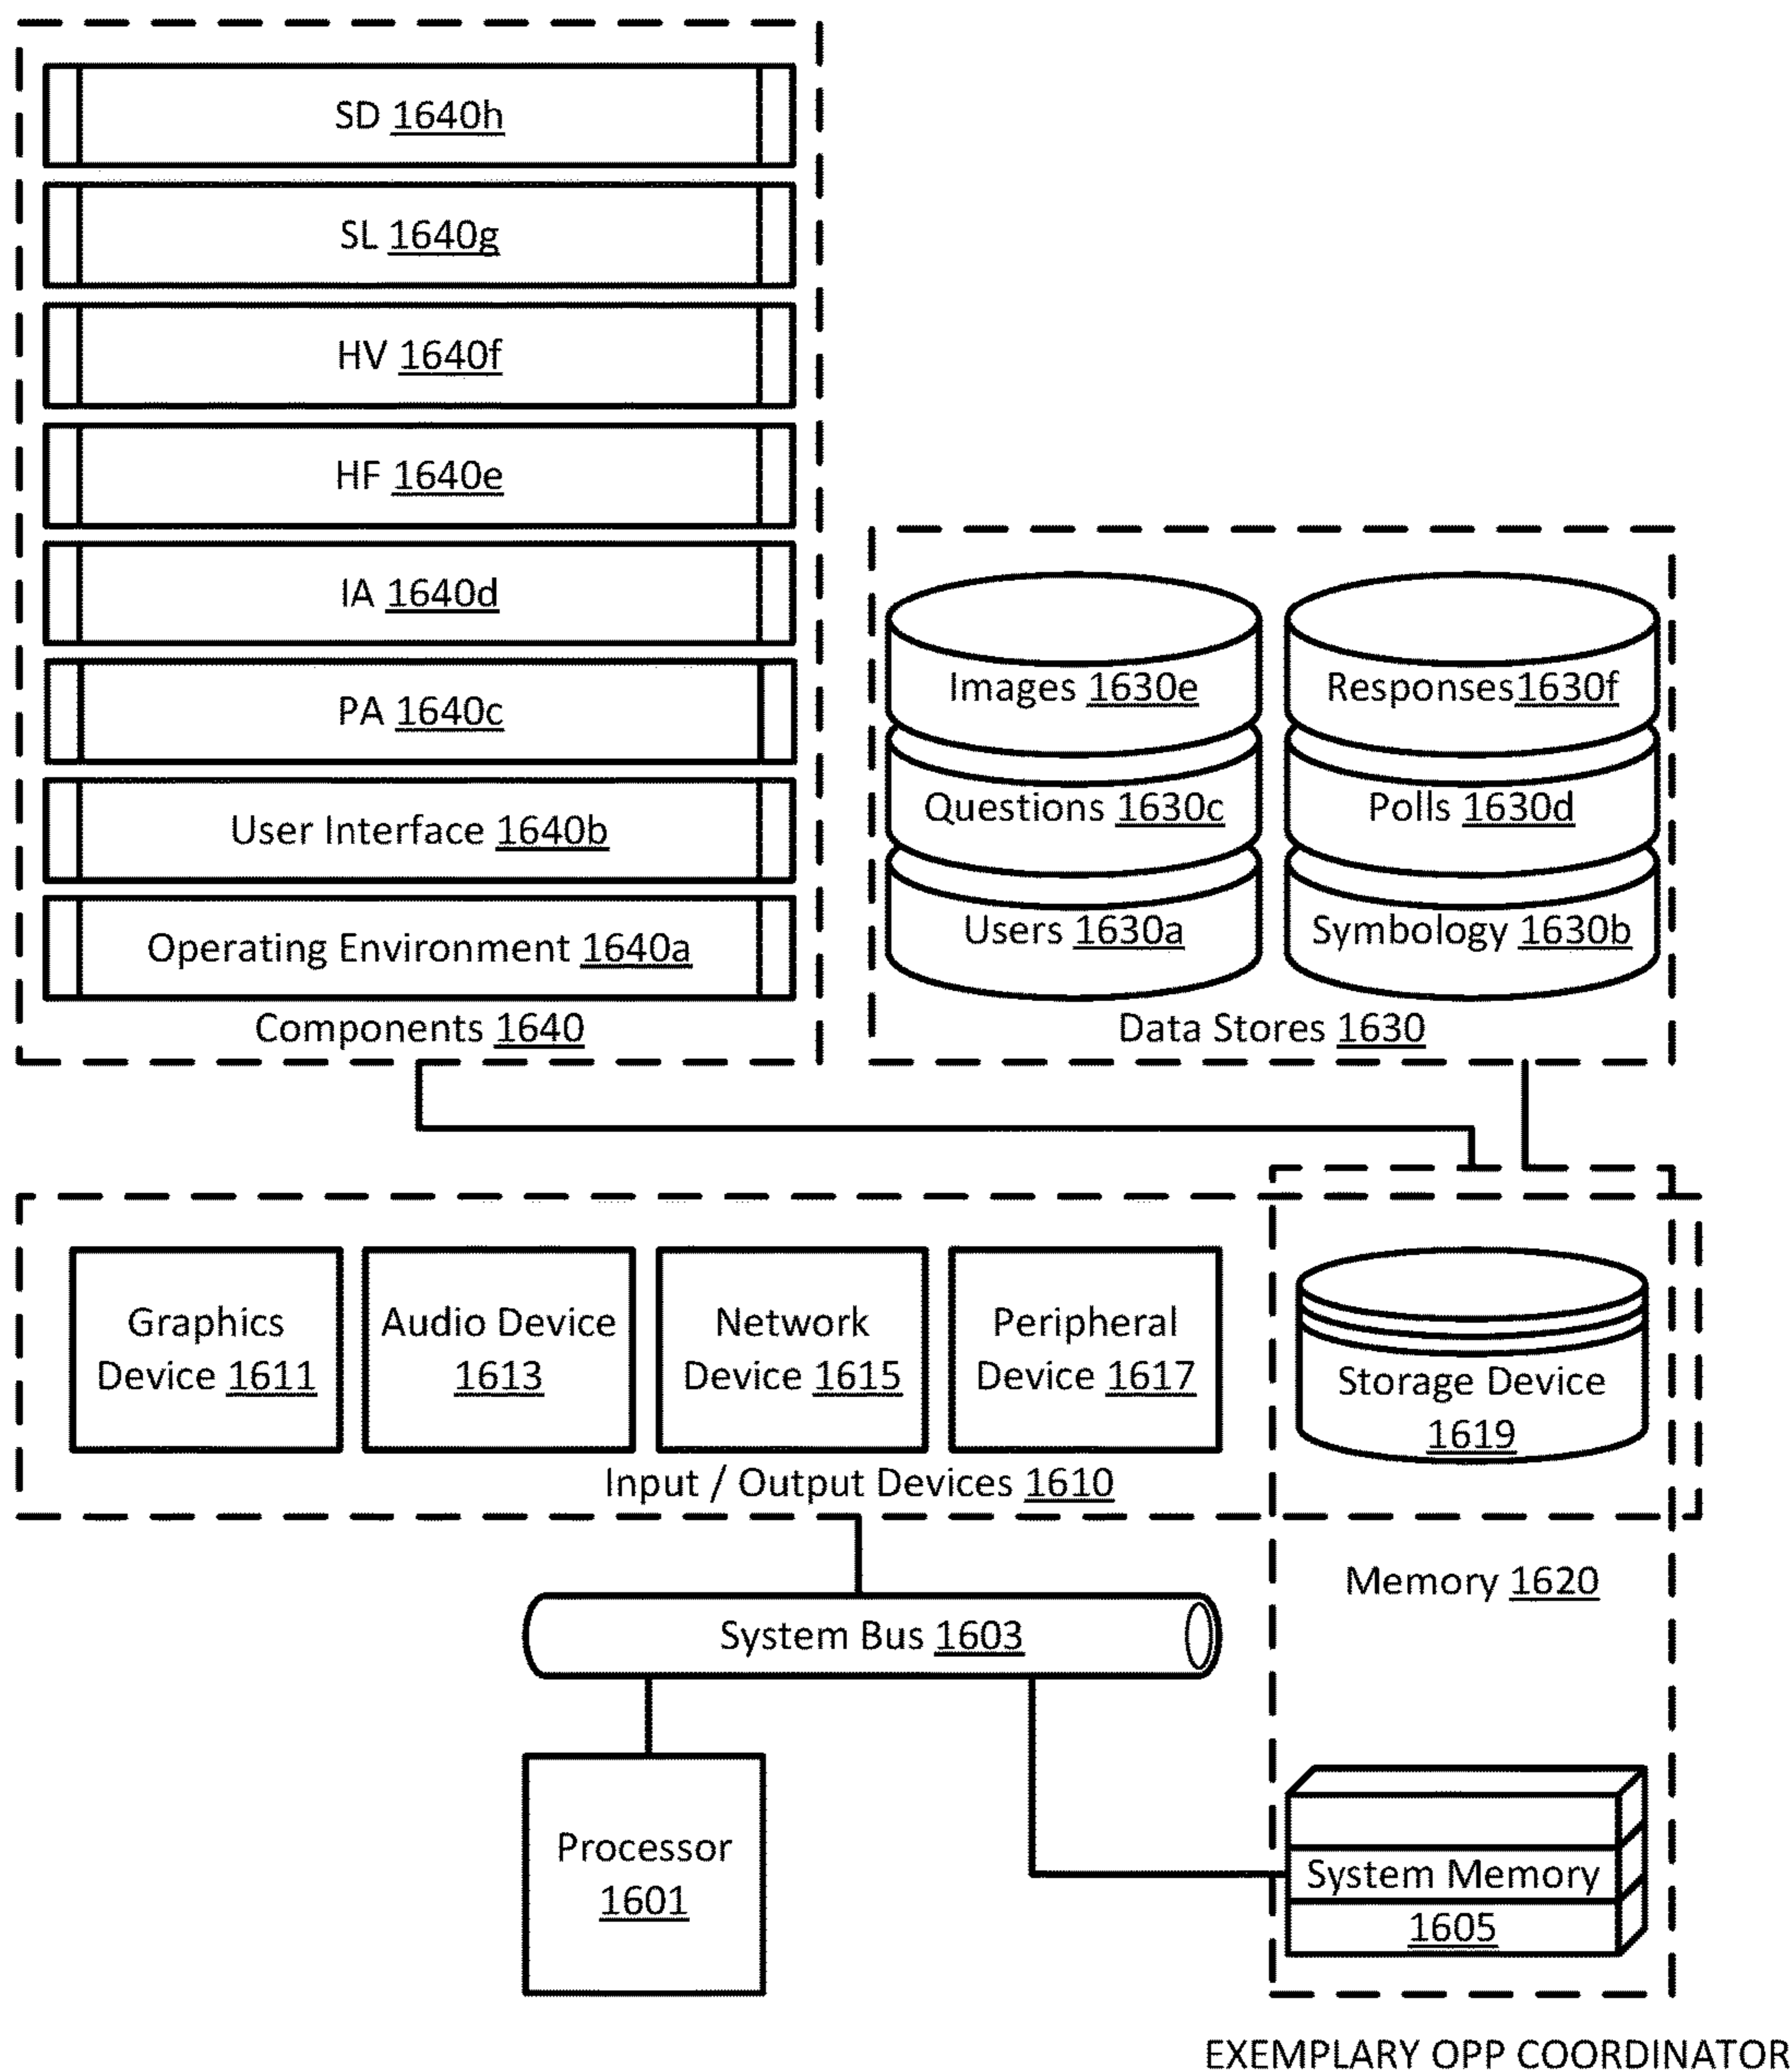 SD 1640h
SL 1640g
HV 1640f
HF 1640e
IA 1640d
PA 1640c
User Interface 1640b
Operating Environment 1640a
Components 1640
Images 1630e
Responses1630f
Questions 1630c
Polls 1630d
Users 1630a
Symbology 1630b
Data Stores 1630
Graphics
Device 1611
Audio Device
1613
Network
Device 1615
Peripheral
Device 1617
Storage Device
1619
Input / Output Devices 1610
Memory 1620
System Bus 1603
Processor
1601
System Memory
1605
EXEMPLARY OPP COORDINATOR